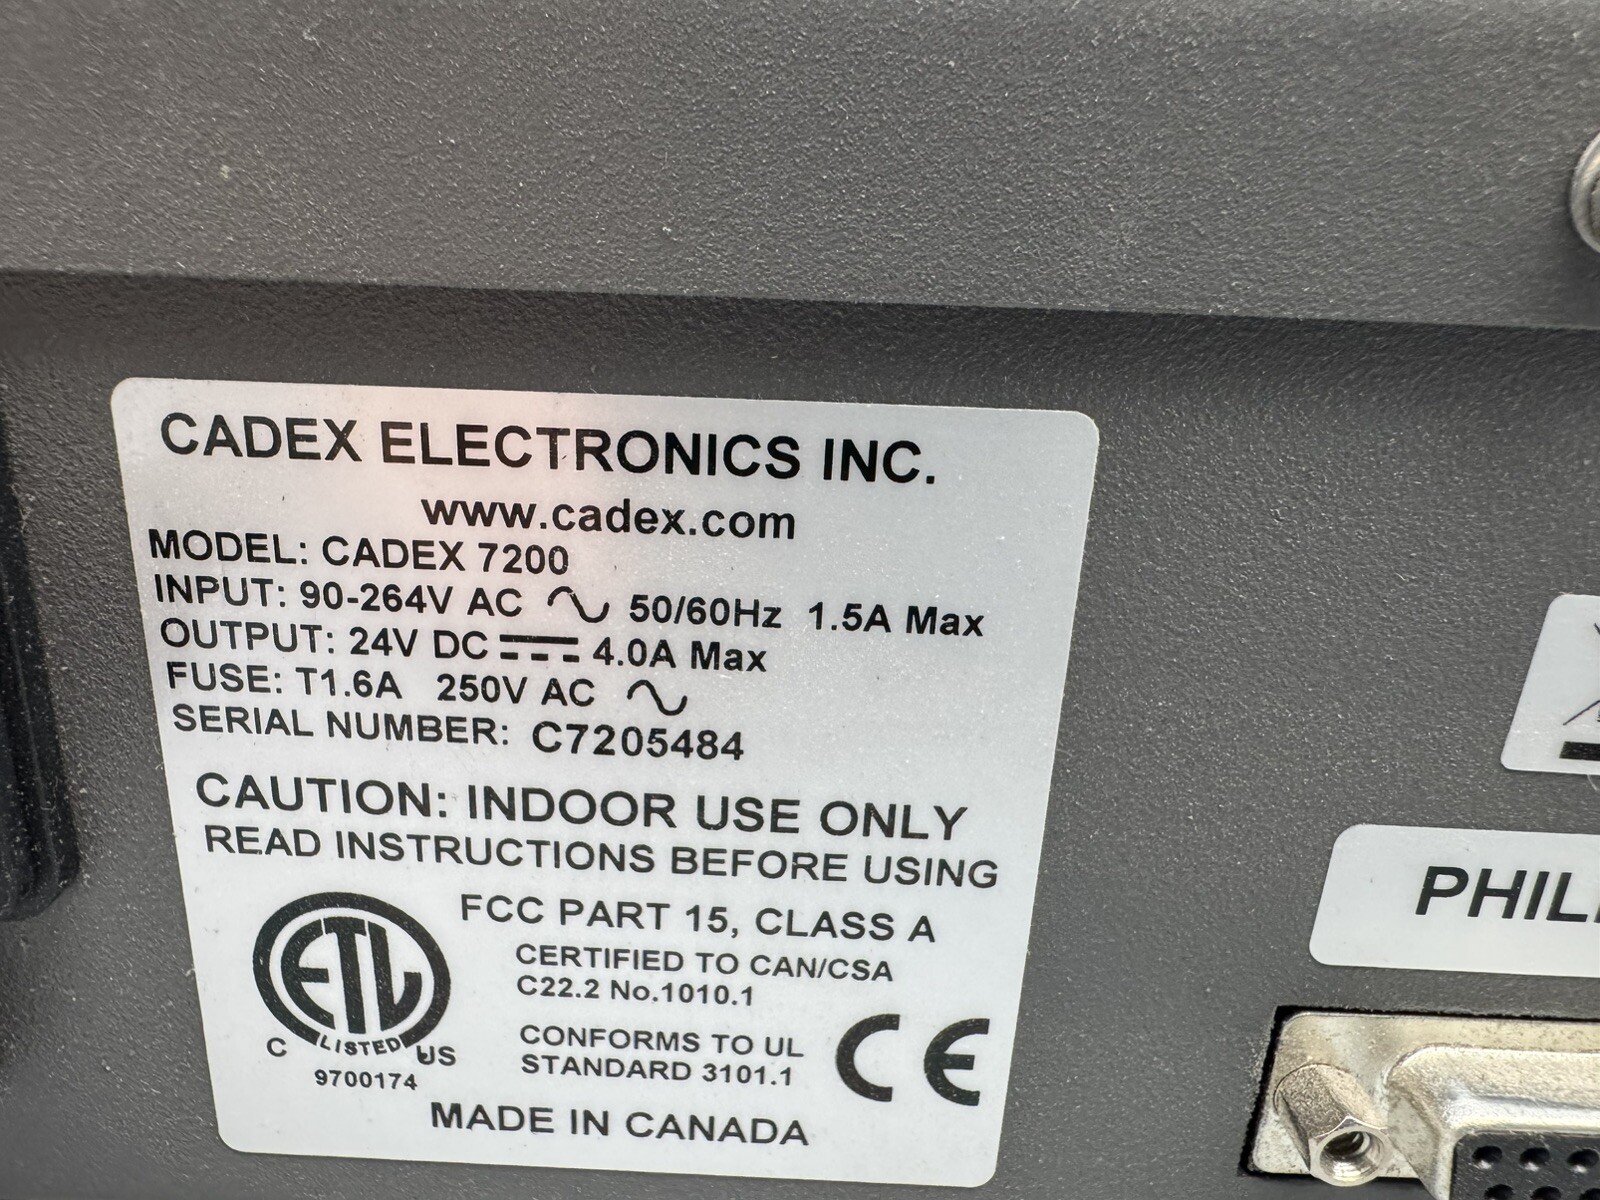 CADEX ELECTRONICS INC.
www.cadex.com
MODEL: CADEX 7200
INPUT: 90-264V AC 50/60Hz 1.5A Max
OUTPUT: 24V DC 4.0A Max
FUSE: T1.6A 250V AC
SERIAL NUMBER: C7205484
CAUTION: INDOOR USE ONLY
READ INSTRUCTIONS BEFORE USING
FCC PART 15, CLASS A
CERTIFIED TO CAN/CSA
C22.2 No.1010.1
CONFORMS TO UL
STANDARD 3101.1
ETL
LISTED
C US
9700174
CE
MADE IN CANADA